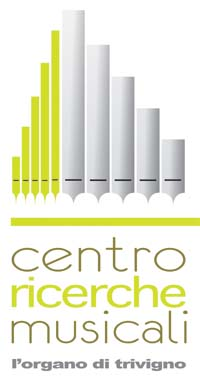 centro
ricerche
musicali
l'organo di trivigno